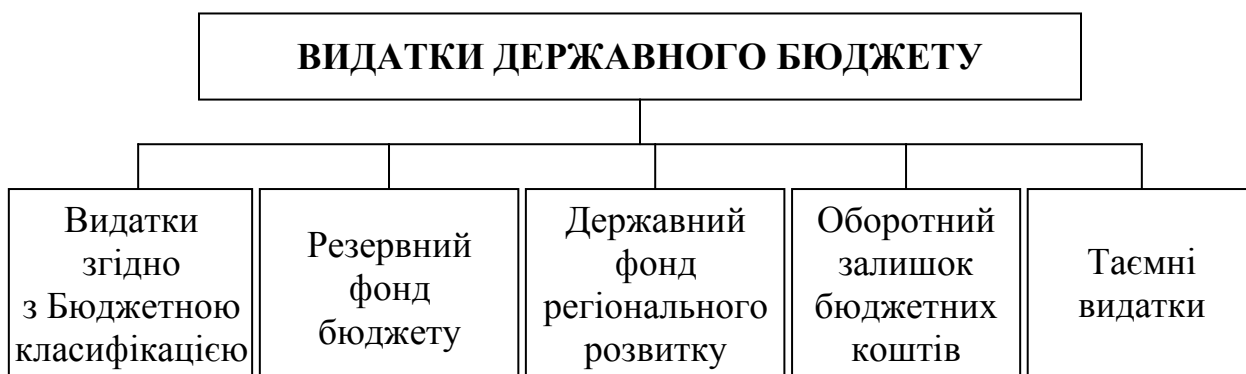 ВИДАТКИ ДЕРЖАВНОГО БЮДЖЕТУ
Видатки
згідно
з Бюджетною
класифікацією
Резервний
фонд
бюджету
Державний
фонд
регіонального
розвитку
Оборотний
залишок
бюджетних
коштів
Таємні
видатки